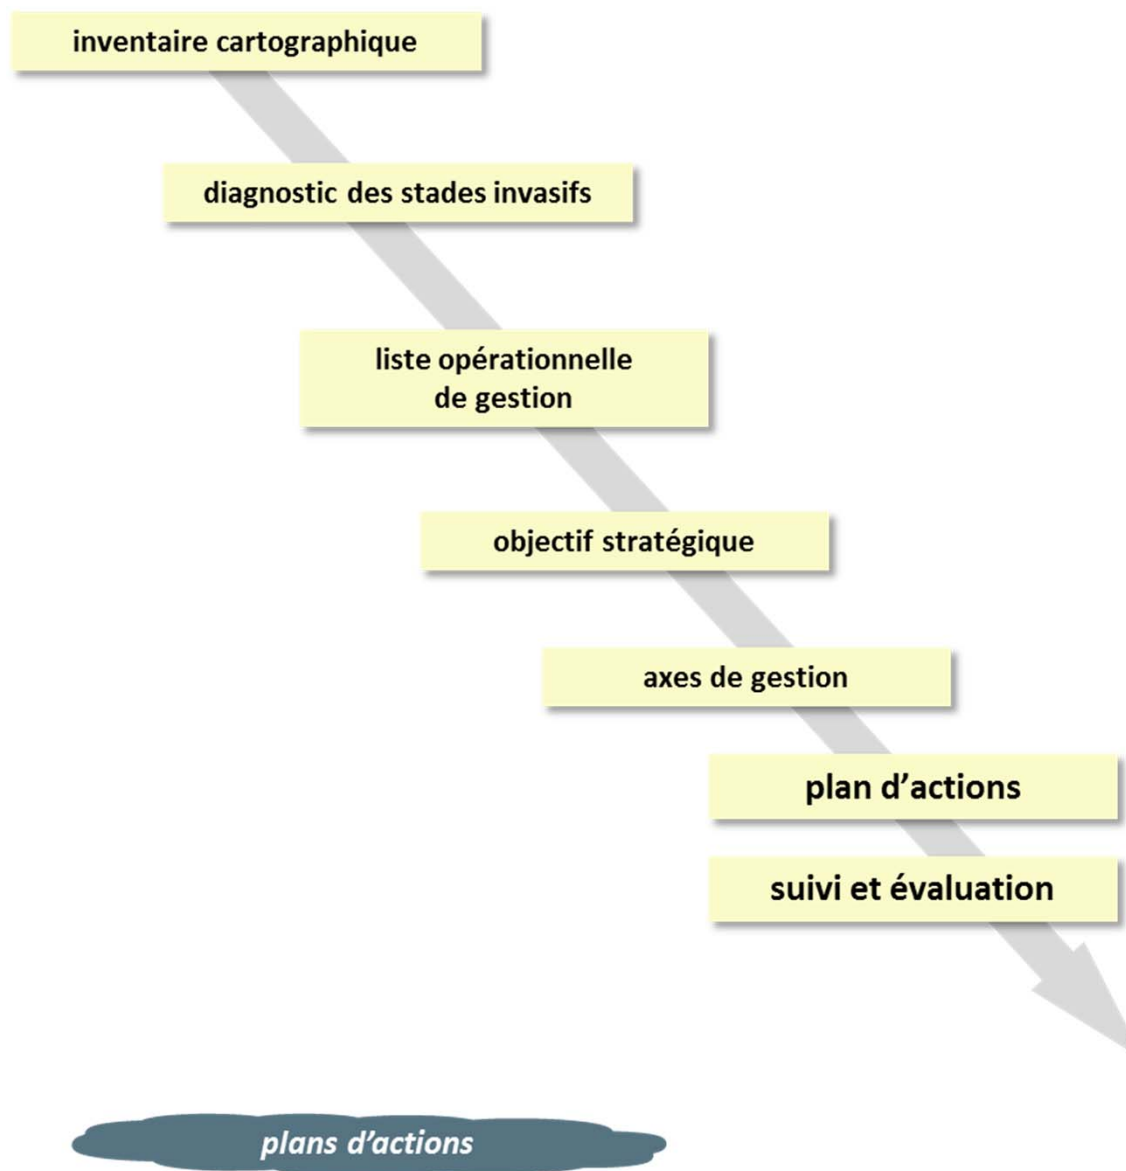 inventaire cartographique
diagnostic des stades invasifs
liste opérationnelle
de gestion
objectif stratégique
axes de gestion
plan d’actions
suivi et évaluation
plans d’actions